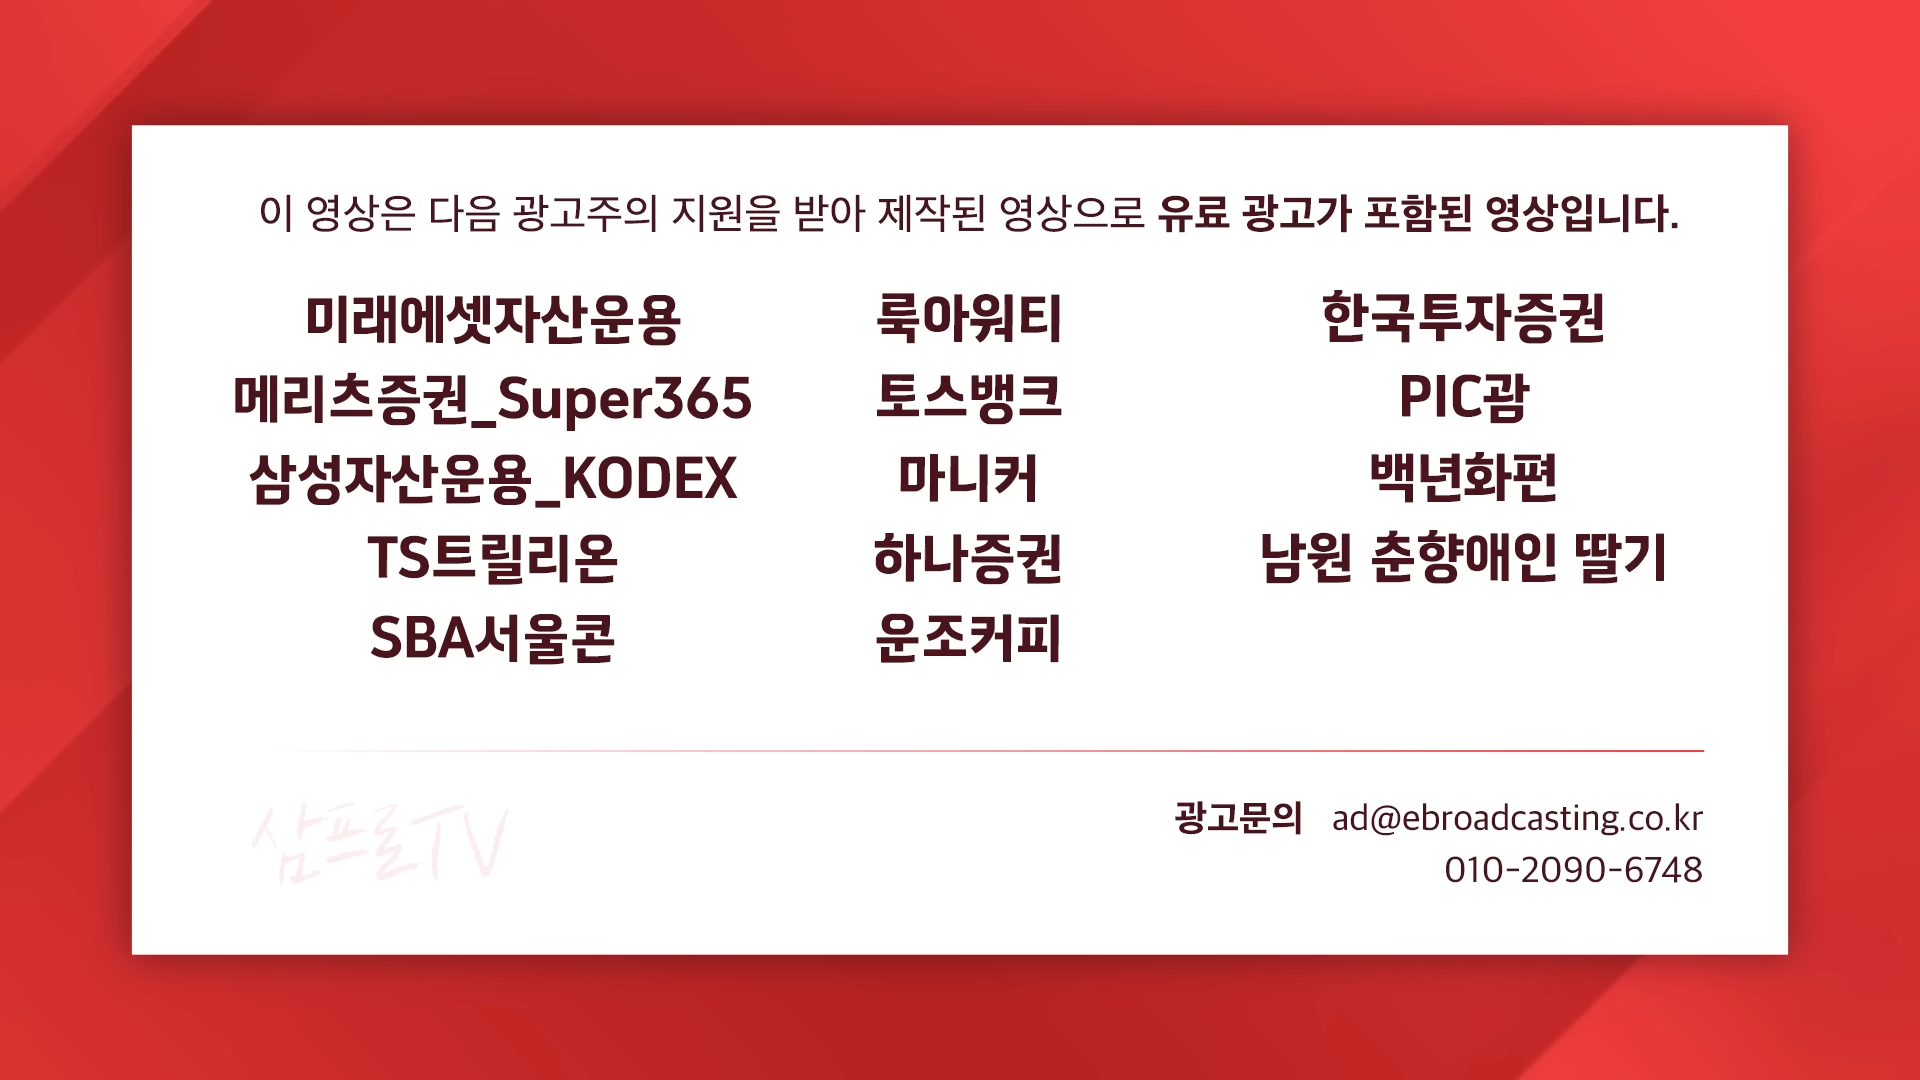 이 영상은 다음 광고주의 지원을 받아 제작된 영상으로 유료 광고가 포함된 영상입니다.
미래에셋자산운용 룩아워티 한국투자증권
메리츠증권_Super365 토스뱅크 PIC괌
삼성자산운용_KODEX 마니커 백년화편
TS트릴리온 하나증권 남원 춘향애인 딸기
SBA서울콘 운조커피
삼프로TV
광고문의 ad@ebroadcasting.co.kr
010-2090-6748